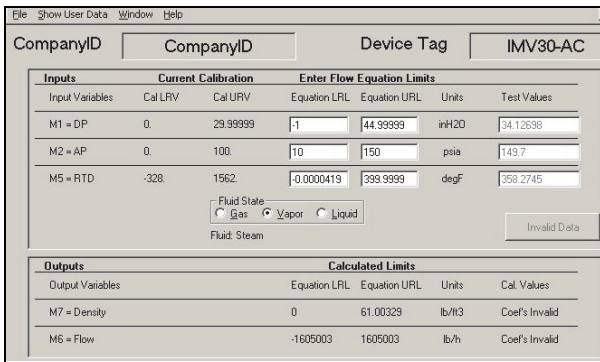 File Show User Data Window Help
CompanyID CompanyID Device Tag IMV30-AC
Inputs Current Calibration Enter Flow Equation Limits
Input Variables Cal LRV Cal URV Equation LRL Equation URL Units Test Values
M1 = DP 0. 29.99999 -1 44.99999 inH2O 34.12698
M2 = AP 0. 100. 10 150 psia 149.7
M5 = RTD -328. 1562. -0.0000419 399.9999 degF 358.2745
Fluid State
Gas Vapor Liquid
Fluid: Steam
Invalid Data
Outputs Calculated Limits
Output Variables Equation LRL Equation URL Units Cal. Values
M7 = Density 0 61.00329 lb/ft3 Coef's Invalid
M6 = Flow -1605003 1605003 lb/h Coef's Invalid